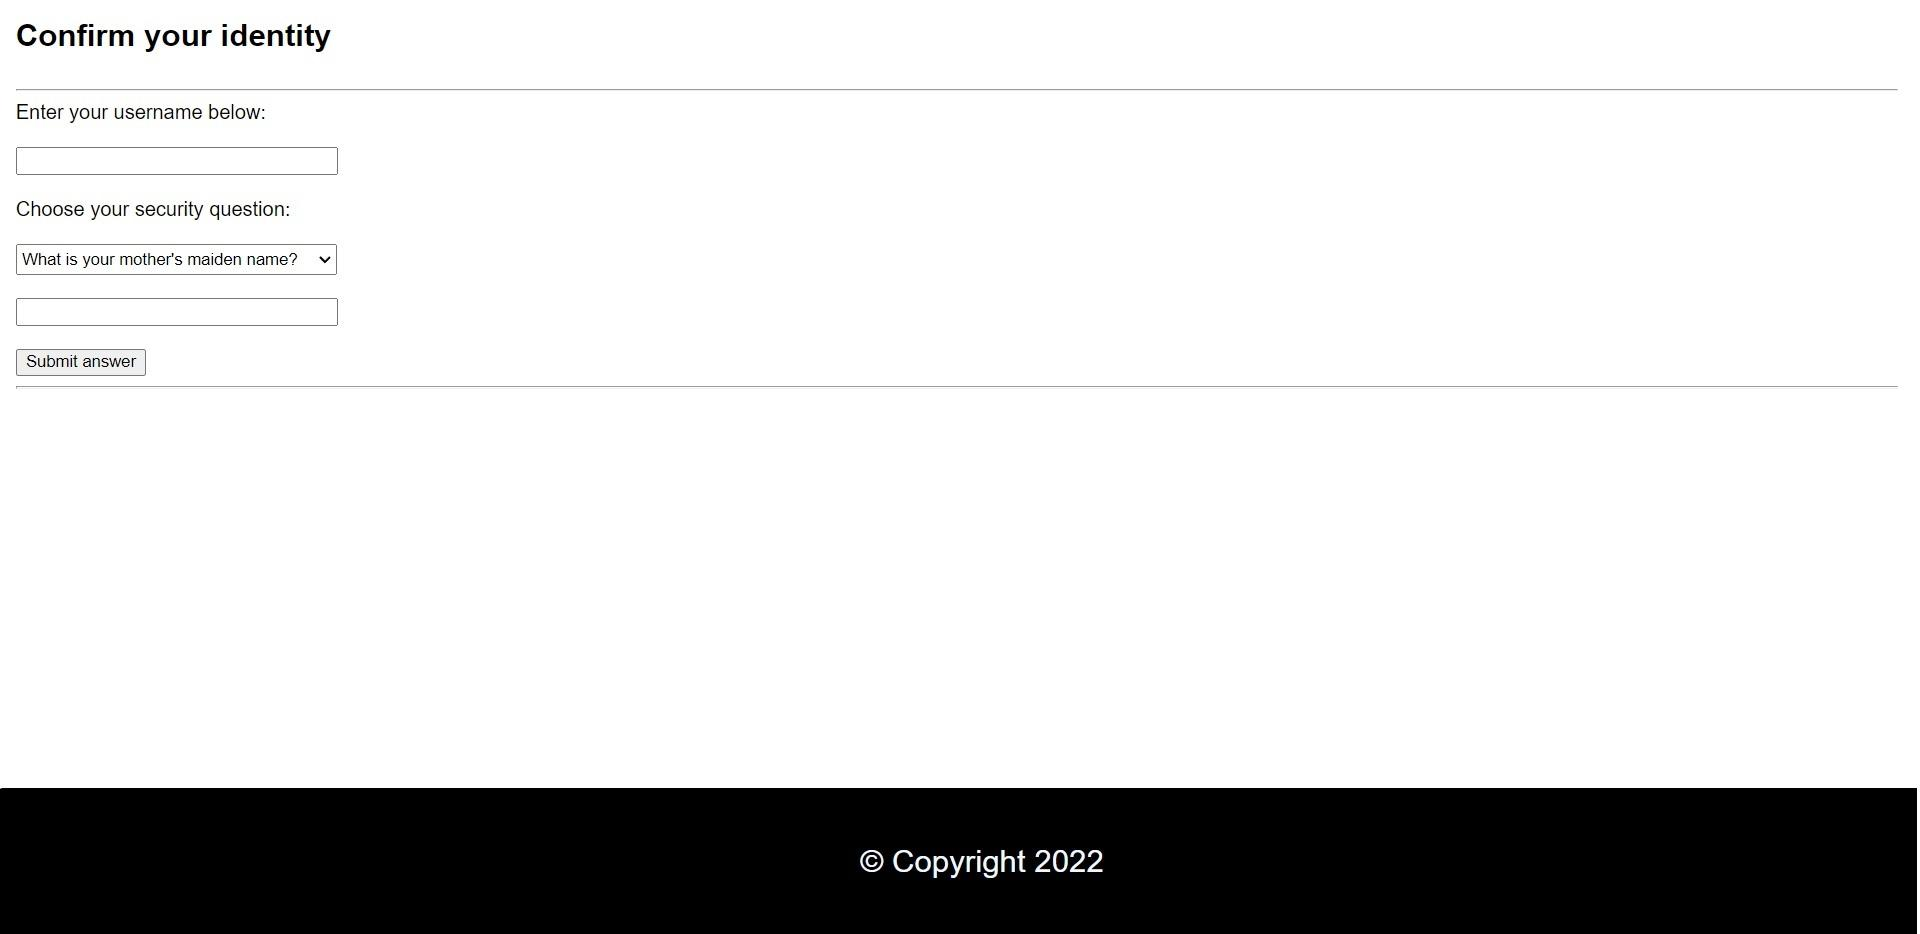 Confirm your identity
Enter your username below:
Choose your security question:
What is your mother's maiden name?
Submit answer
© Copyright 2022